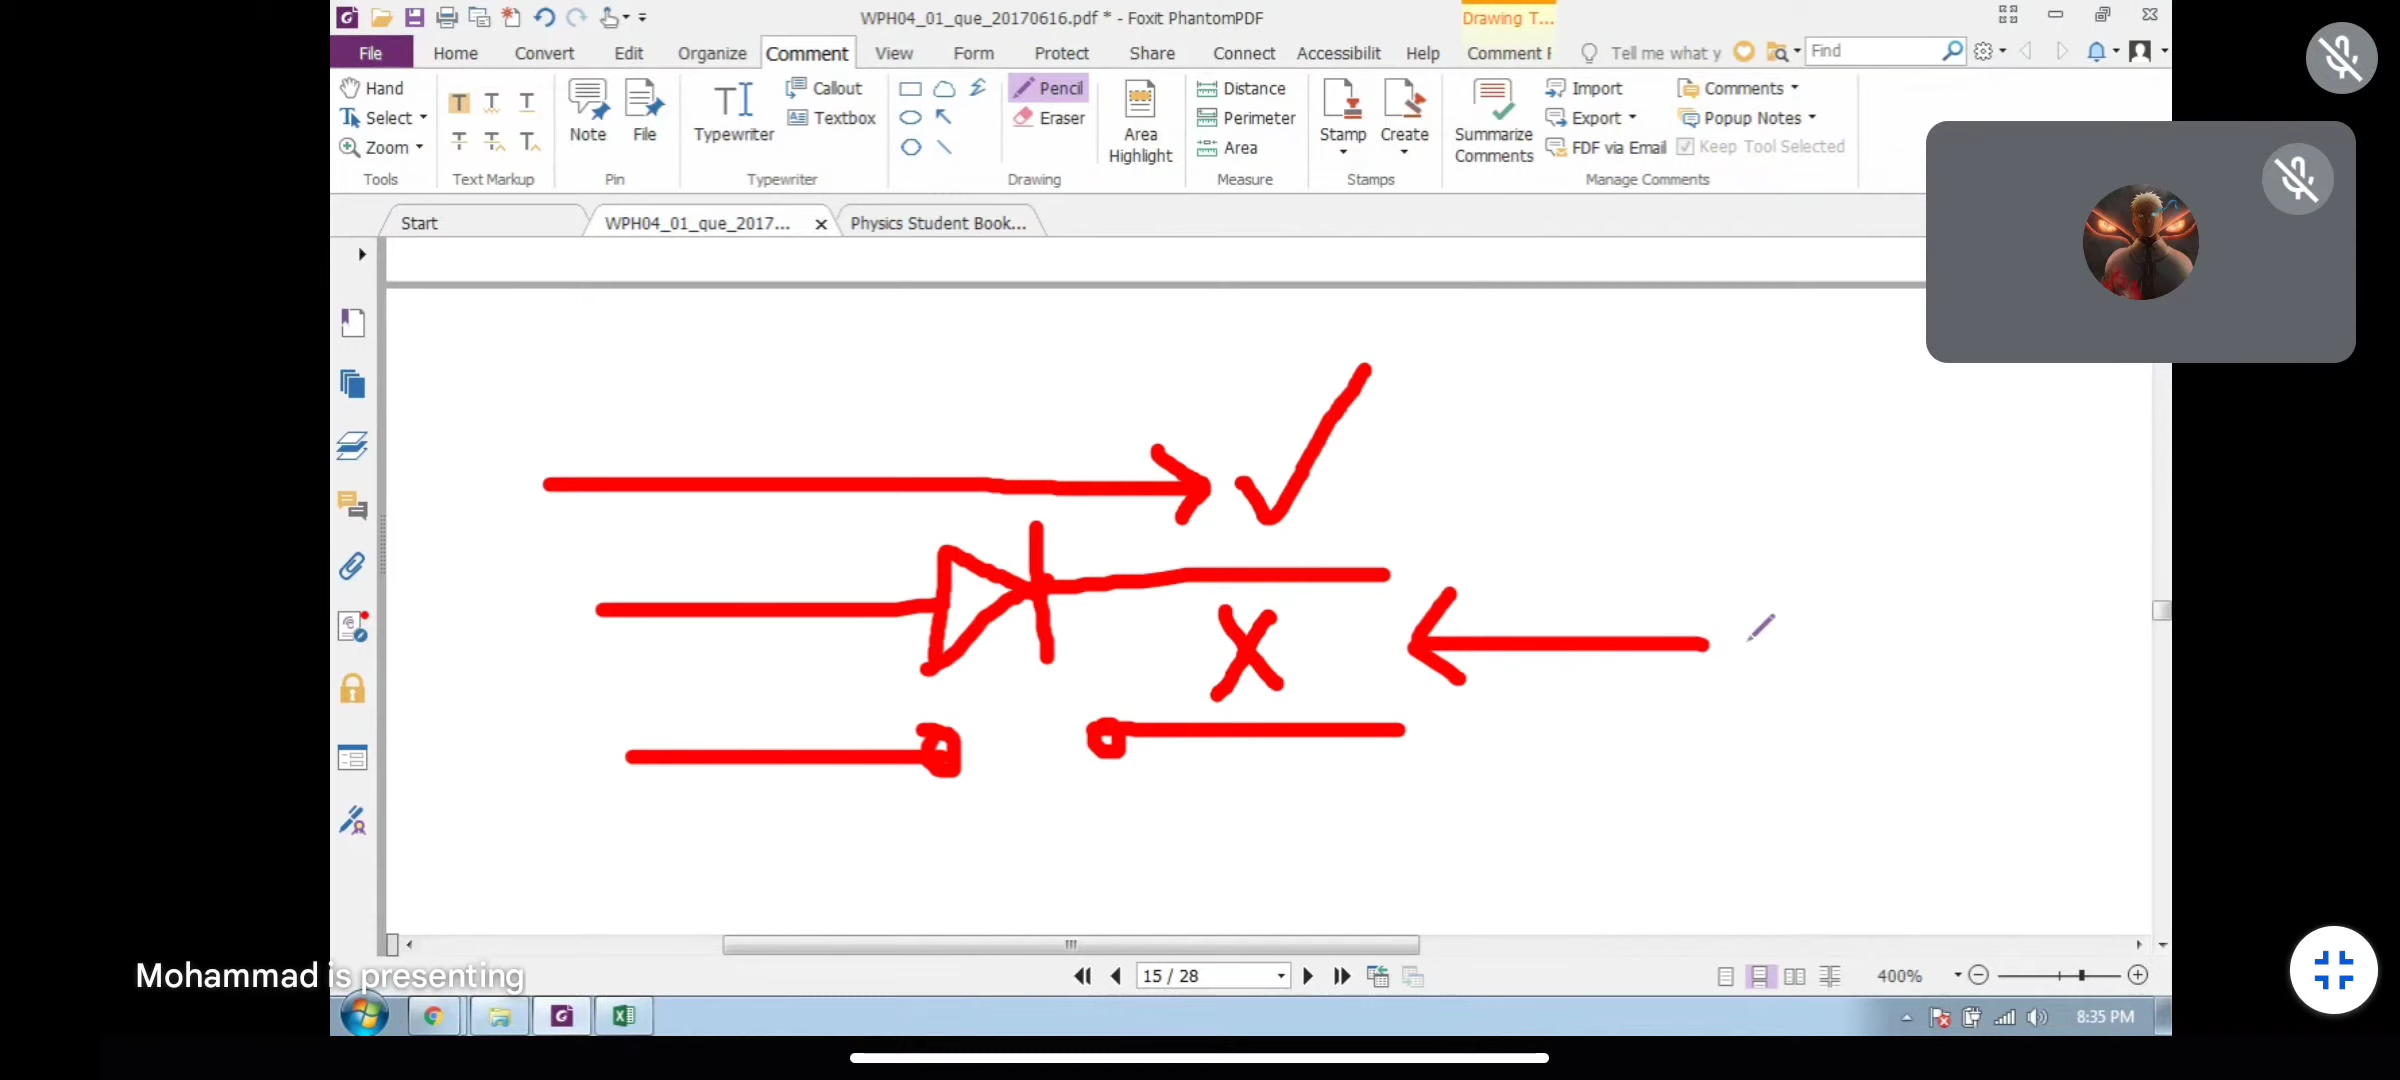 WPH04_01_que_20170616.pdf * - Foxit PhantomPDF
Drawing T...
File Home Convert Edit Organize Comment View Form Protect Share Connect Accessibilit Help Comment F Tell me what y Find
Hand
Select
Zoom
Tools
Text Markup
Note
File
Pin
Typewriter
Callout
Textbox
Typewriter
Pencil
Eraser
Drawing
Area
Highlight
Distance
Perimeter
Area
Measure
Stamp
Create
Stamps
Summarize
Comments
Import
Export
FDF via Email
Comments
Popup Notes
Keep Tool Selected
Manage Comments
Start
WPH04_01_que_2017...
Physics Student Book...
X
Mohammad is presenting
15 / 28
400%
8:35 PM